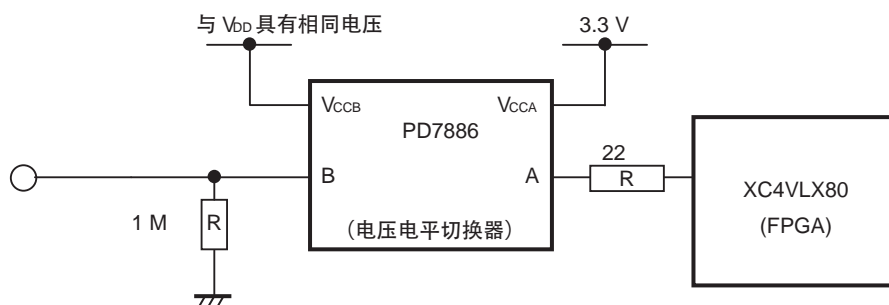 与 VDD 具有相同电压
3.3 V
VCCB
VCCA
PD7886
B
A
22
R
1 M
R
(电压电平切换器)
XC4VLX80
(FPGA)